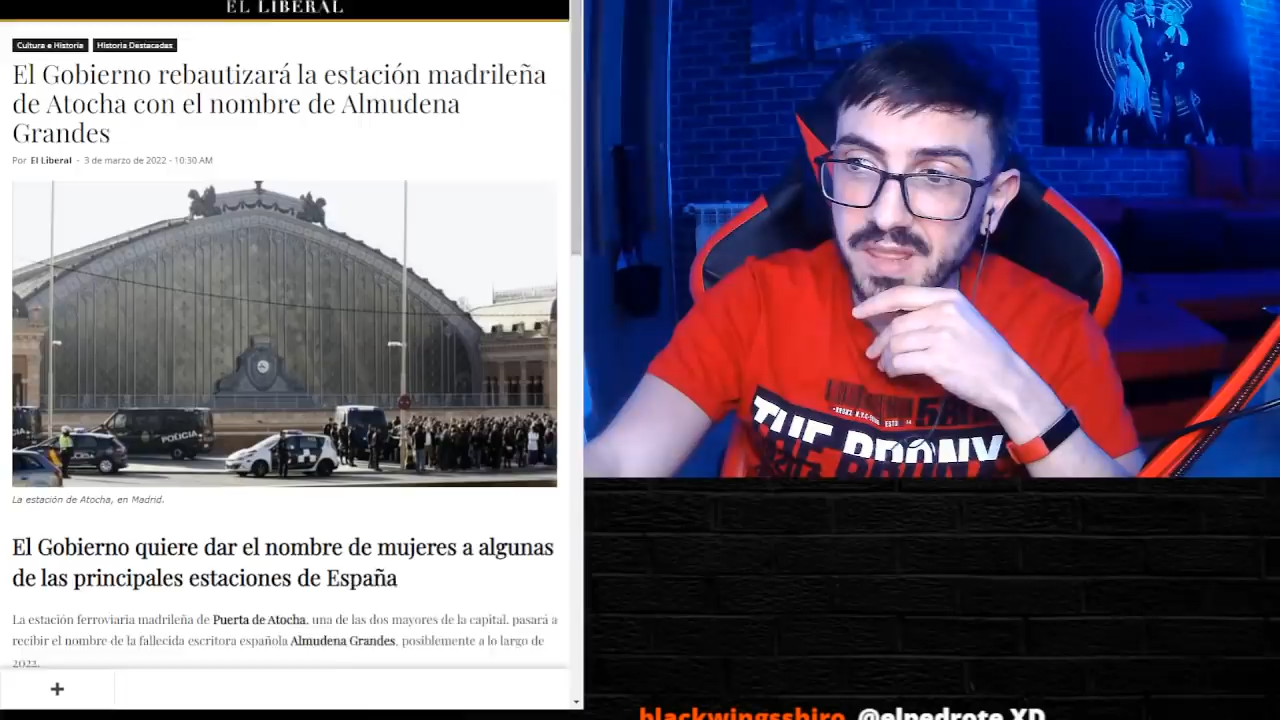 EL LIBERAL
Cultura e Historia
Historia Destacadas
El Gobierno rebautizará la estación madrileña
de Atocha con el nombre de Almudena
Grandes
Por El Liberal - 3 de marzo de 2022 - 10:30 AM
POLICÍA
La estación de Atocha, en Madrid.
El Gobierno quiere dar el nombre de mujeres a algunas
de las principales estaciones de España
La estación ferroviaria madrileña de Puerta de Atocha, una de las dos mayores de la capital, pasará a
recibir el nombre de la fallecida escritora española Almudena Grandes, posiblemente a lo largo de
2022.
+
THE BRONX
blackwingsshiro @elpedrote XD